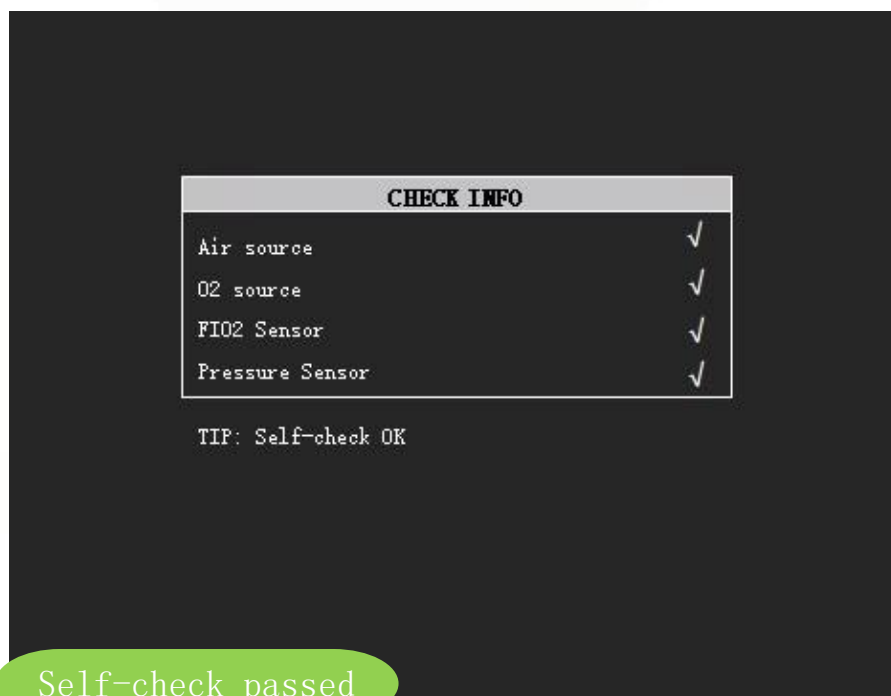 CHECK INFO
Air source √
O2 source √
FIO2 Sensor √
Pressure Sensor √
TIP: Self-check OK
Self-check passed